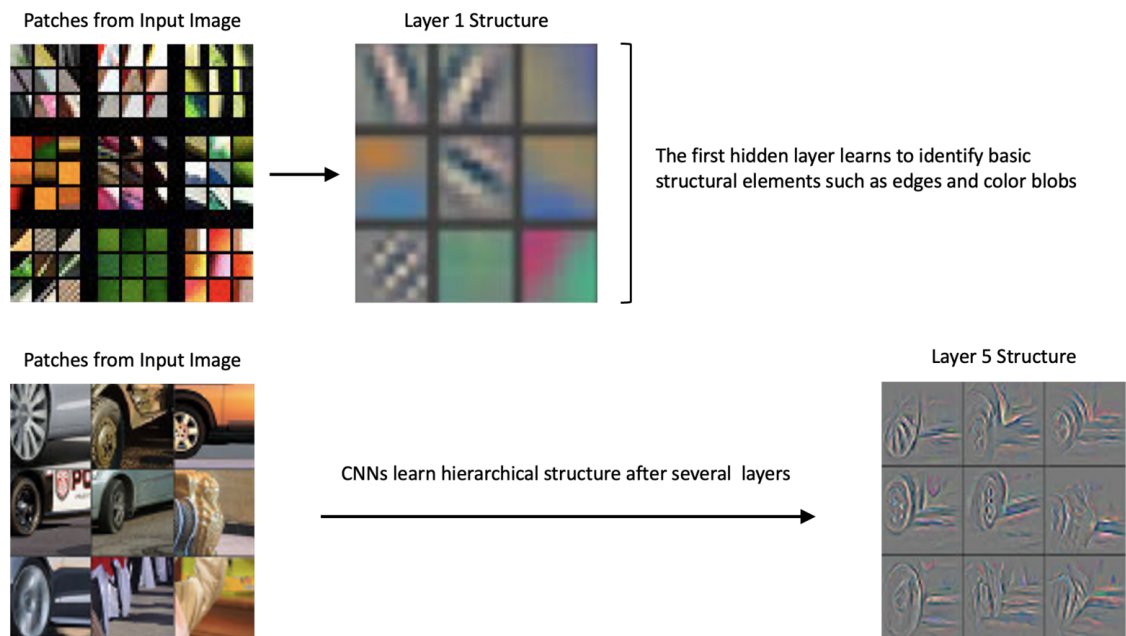 Patches from Input Image
Layer 1 Structure
The first hidden layer learns to identify basic
structural elements such as edges and color blobs
Patches from Input Image
Layer 5 Structure
CNNs learn hierarchical structure after several layers
PO